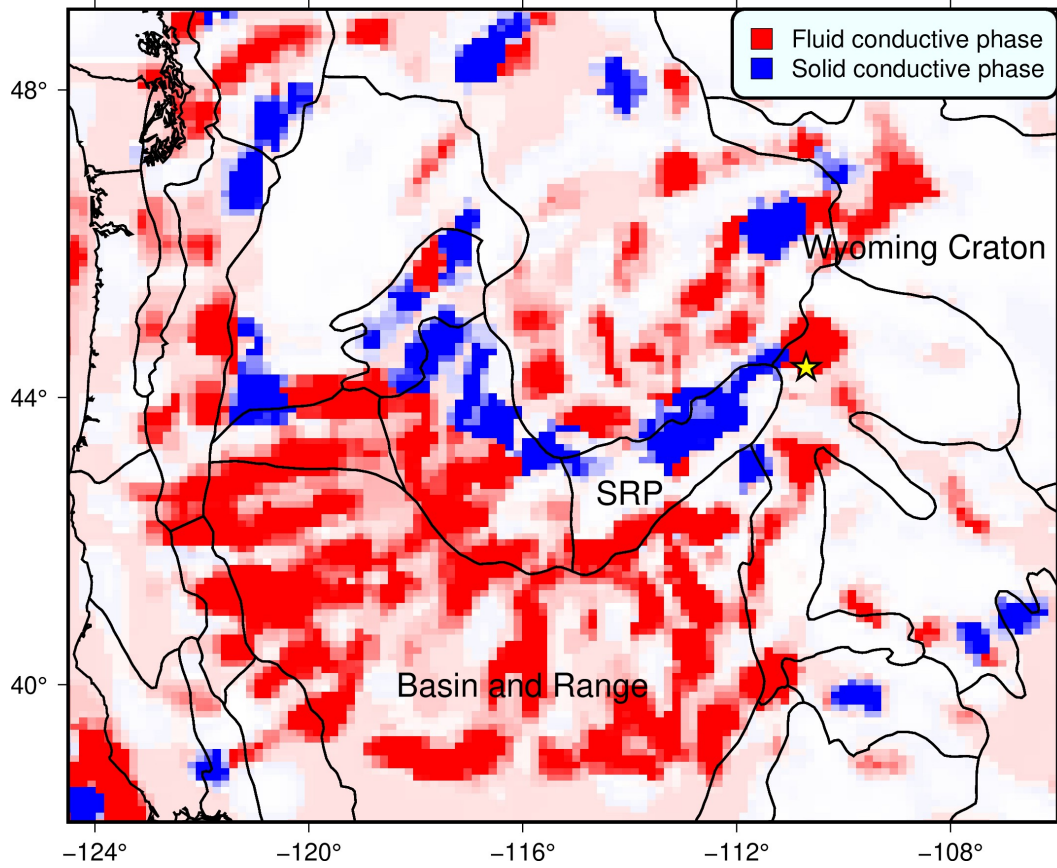 Fluid conductive phase
Solid conductive phase
48°
Wyoming Craton
44°
SRP
40°
Basin and Range
−124° −120° −116° −112° −108°